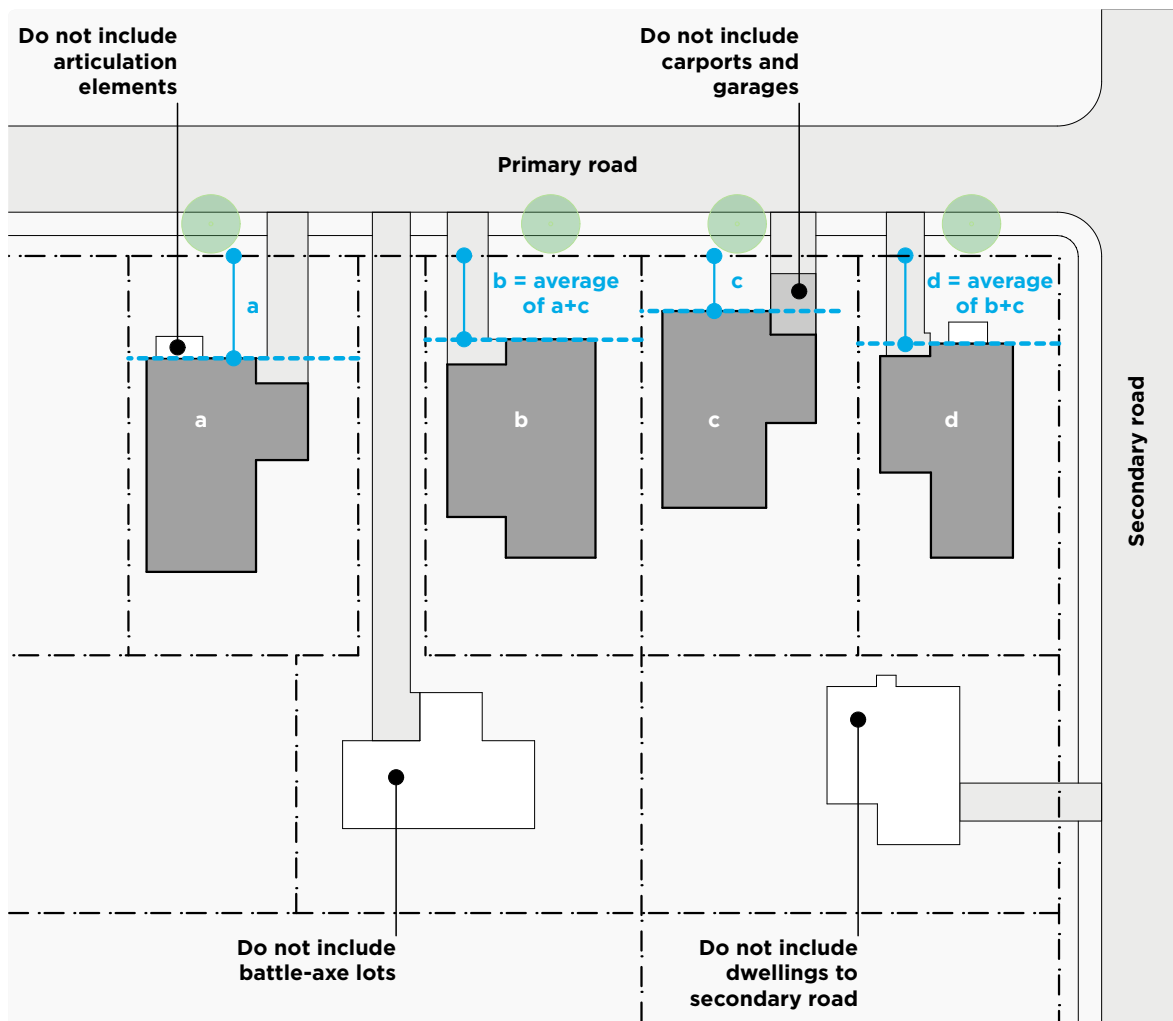 Do not include
articulation
elements
Do not include
carports and
garages
Primary road
a
b = average
of a+c
c
d = average
of b+c
a
b
c
d
Secondary road
Do not include
battle-axe lots
Do not include
dwellings to
secondary road